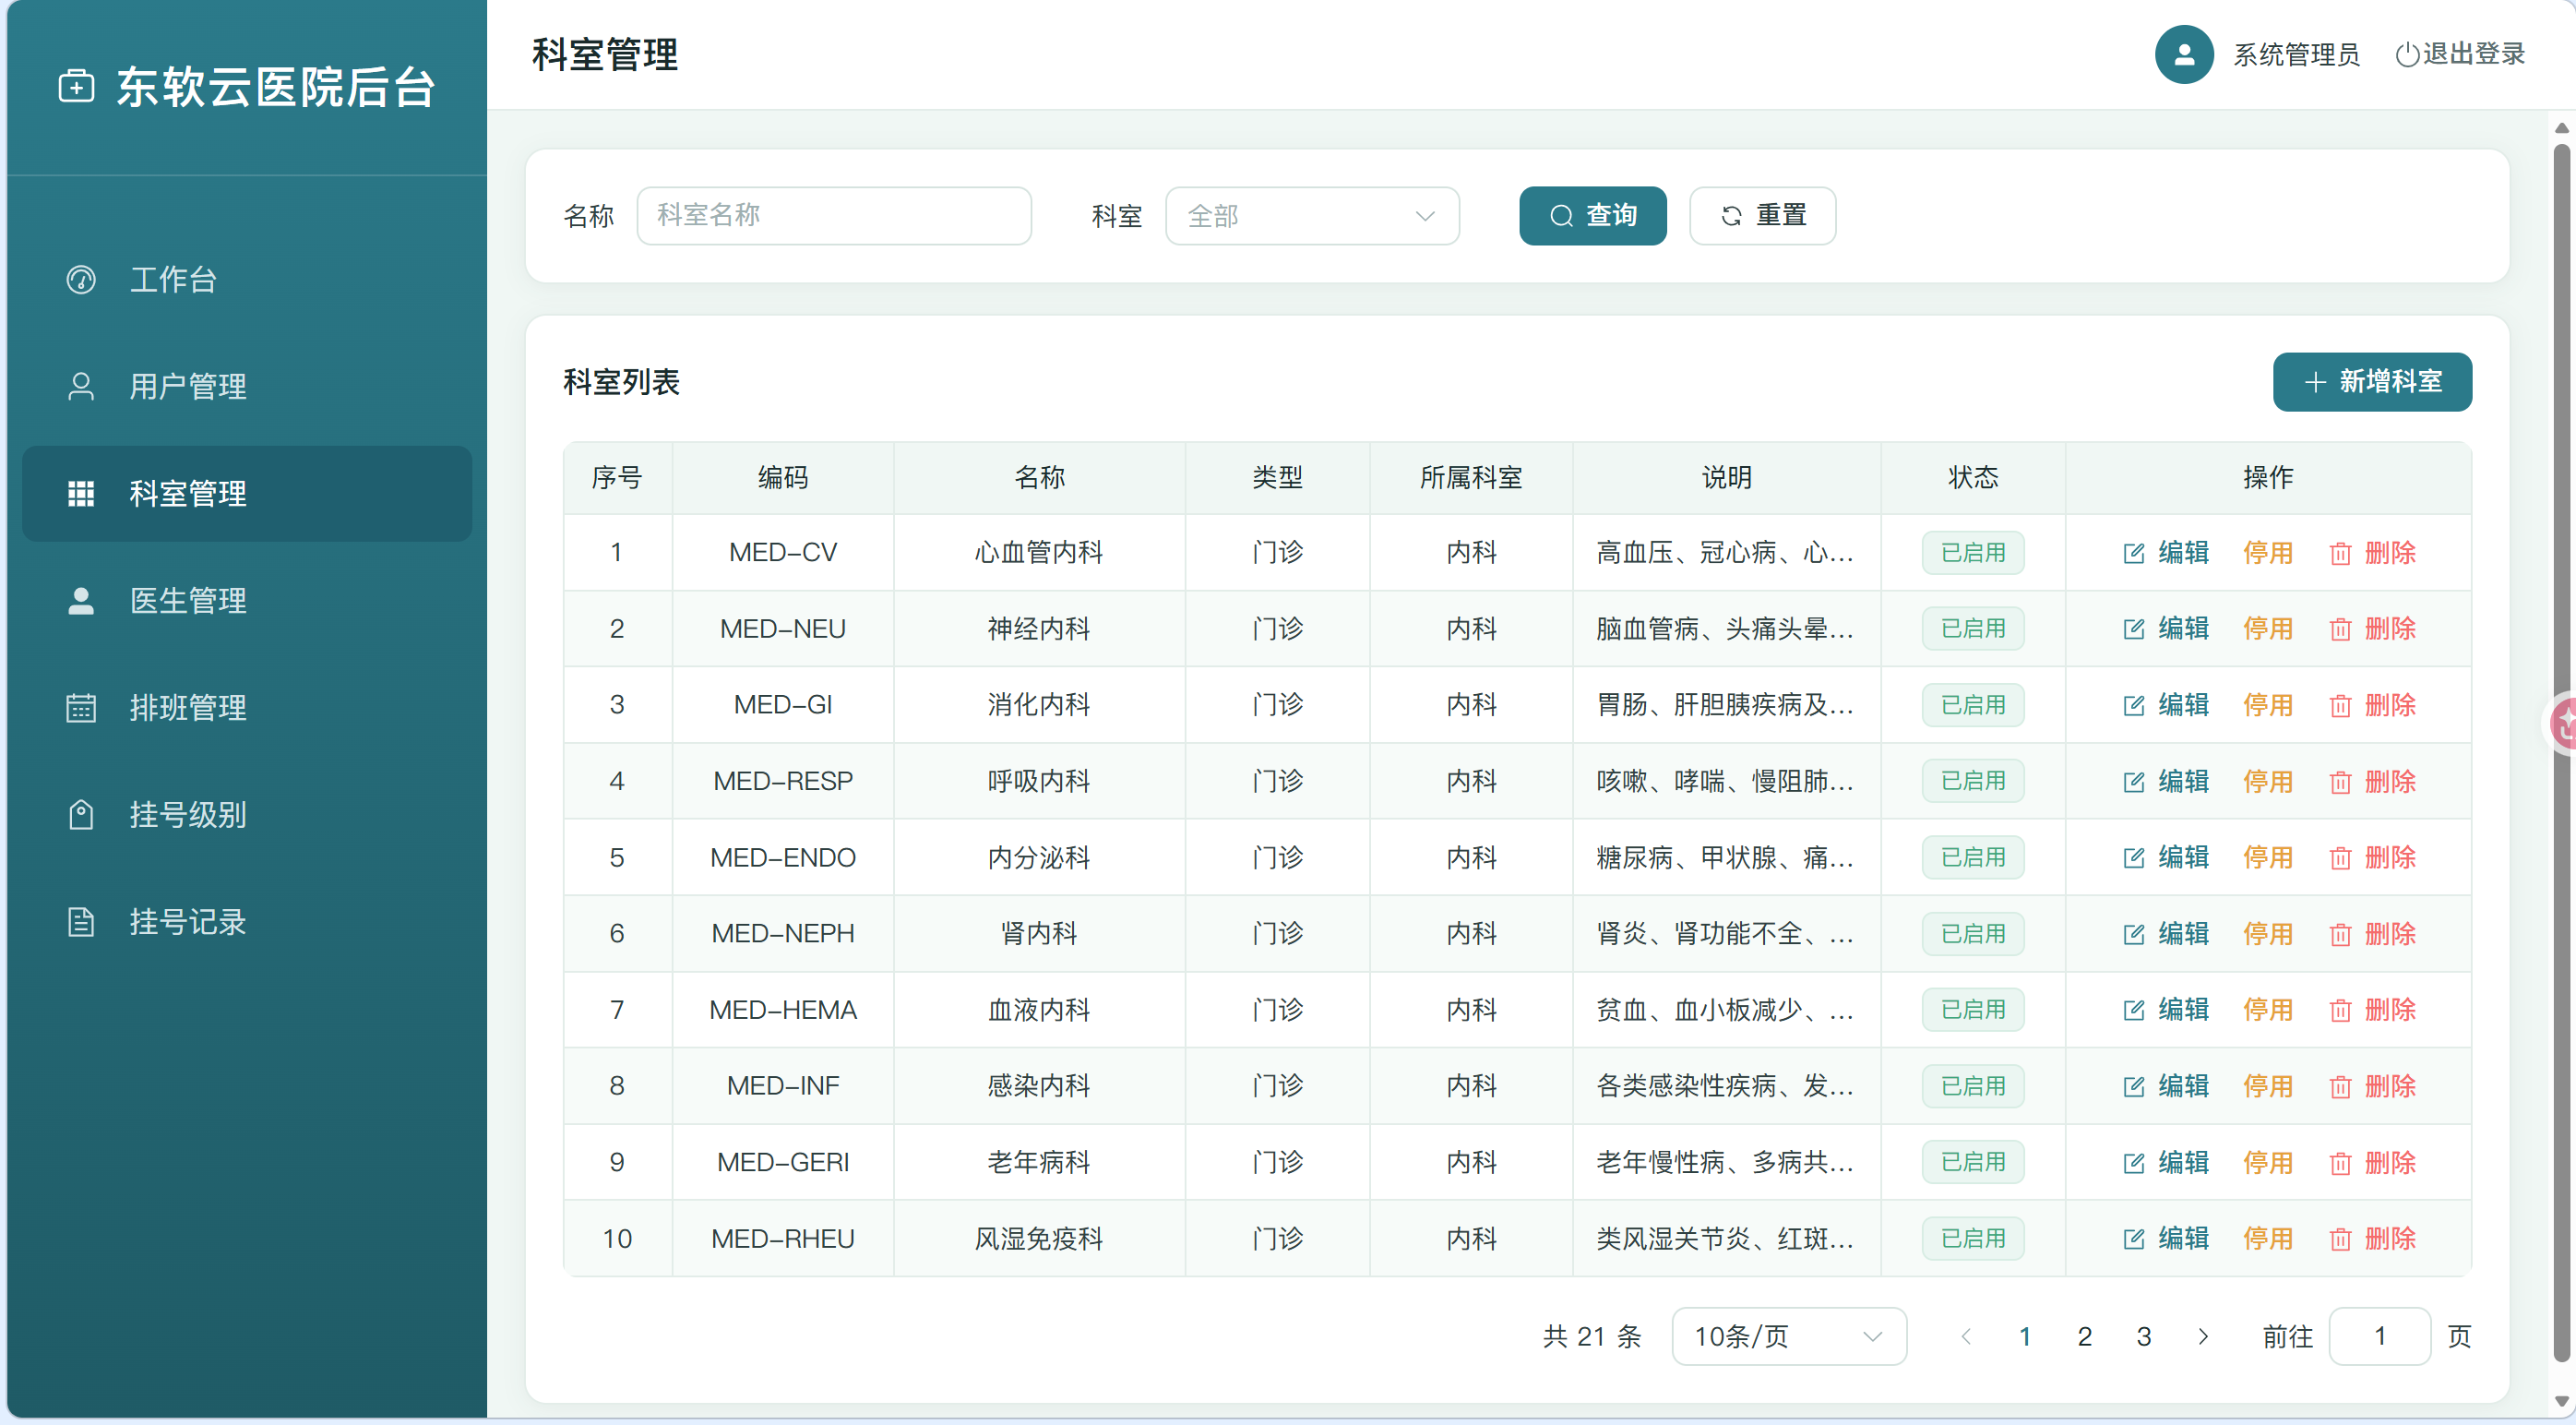 东软云医院后台
工作台
用户管理
科室管理
医生管理
排班管理
挂号级别
挂号记录
科室管理
系统管理员 退出登录
名称 科室名称 科室 全部 查询 重置
科室列表 新增科室
序号 编码 名称 类型 所属科室 说明 状态 操作
1 MED-CV 心血管内科 门诊 内科 高血压、冠心病、心... 已启用 编辑 停用 删除
2 MED-NEU 神经内科 门诊 内科 脑血管病、头痛头晕... 已启用 编辑 停用 删除
3 MED-GI 消化内科 门诊 内科 胃肠、肝胆胰疾病及... 已启用 编辑 停用 删除
4 MED-RESP 呼吸内科 门诊 内科 咳嗽、哮喘、慢阻肺... 已启用 编辑 停用 删除
5 MED-ENDO 内分泌科 门诊 内科 糖尿病、甲状腺、痛... 已启用 编辑 停用 删除
6 MED-NEPH 肾内科 门诊 内科 肾炎、肾功能不全、... 已启用 编辑 停用 删除
7 MED-HEMA 血液内科 门诊 内科 贫血、血小板减少、... 已启用 编辑 停用 删除
8 MED-INF 感染内科 门诊 内科 各类感染性疾病、发... 已启用 编辑 停用 删除
9 MED-GERI 老年病科 门诊 内科 老年慢性病、多病共... 已启用 编辑 停用 删除
10 MED-RHEU 风湿免疫科 门诊 内科 类风湿关节炎、红斑... 已启用 编辑 停用 删除
共 21 条 10条/页 1 2 3 前往 1 页